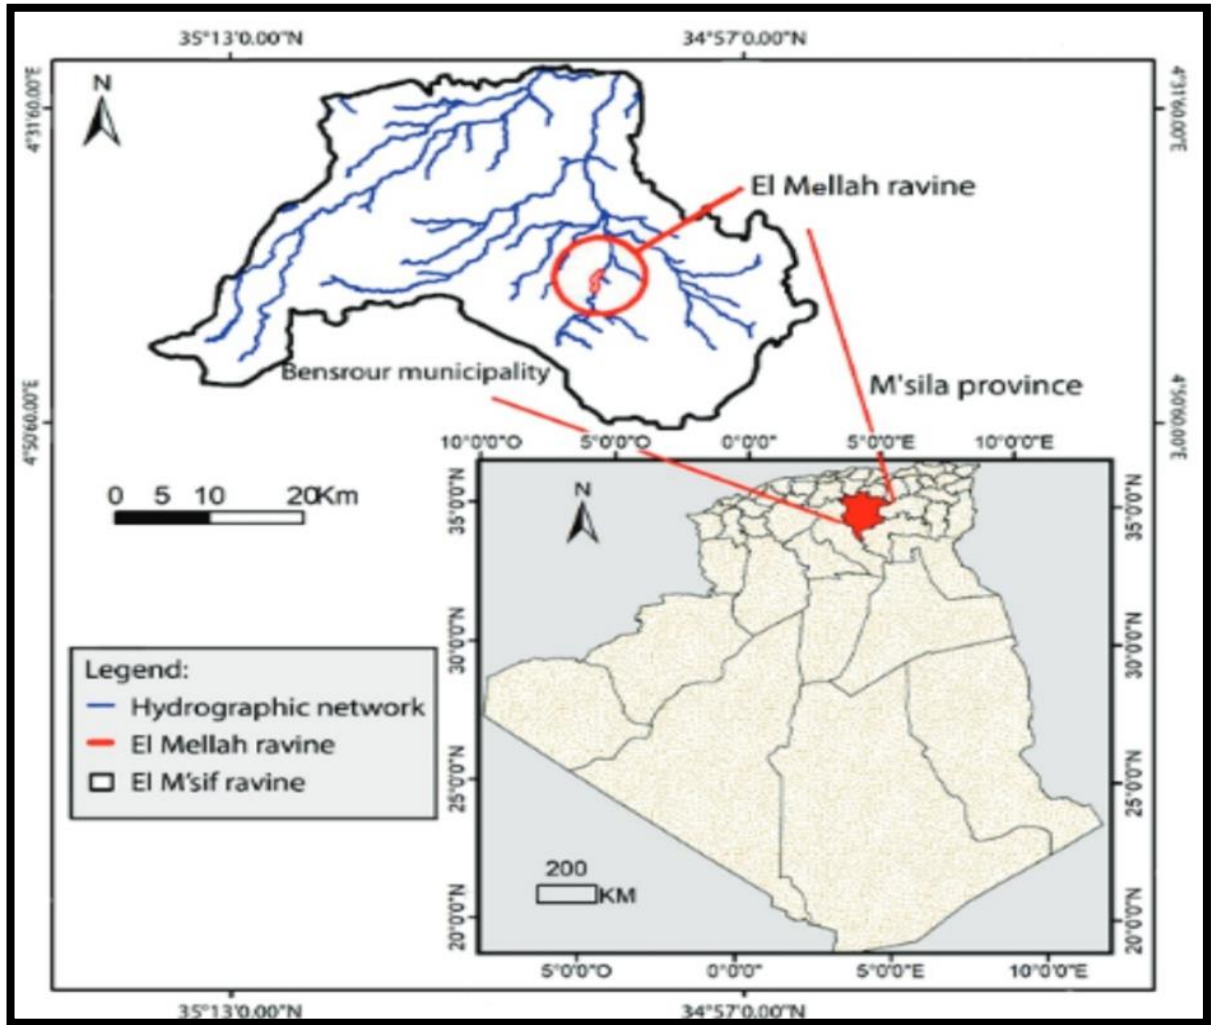 35°13'0.00"N 34°57'0.00"N
N
4°31'60.00"E
4°31'60.00"E
El Mellah ravine
Bensrour municipality
M'sila province
4°50'60.00"E
4°50'60.00"E
10°0'0"O 5°0'0"O 0°0'0" 5°0'0"E 10°0'0"E
0 5 10 20Km
N
35°0'0"N
35°0'0"N
30°0'0"N
30°0'0"N
Legend:
Hydrographic network
El Mellah ravine
El M'sif ravine
25°0'0"N
25°0'0"N
200
KM
20°0'0"N
20°0'0"N
5°0'0"O 0°0'0" 5°0'0"E 10°0'0"E
35°13'0.00"N 34°57'0.00"N